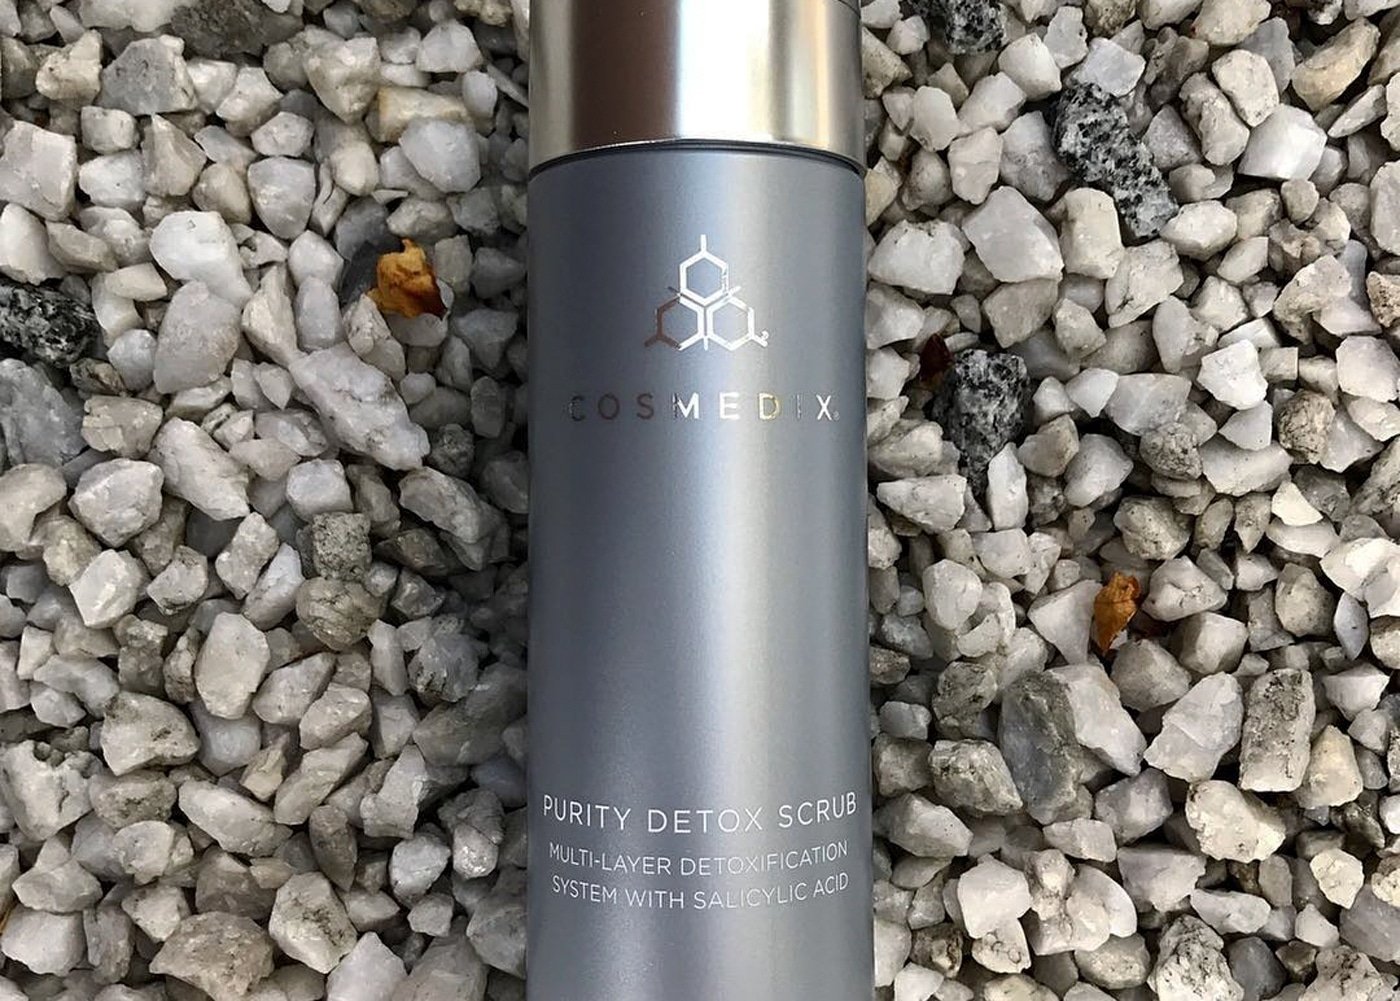 COSMEDIX®
PURITY DETOX SCRUB
MULTI-LAYER DETOXIFICATION
SYSTEM WITH SALICYLIC ACID